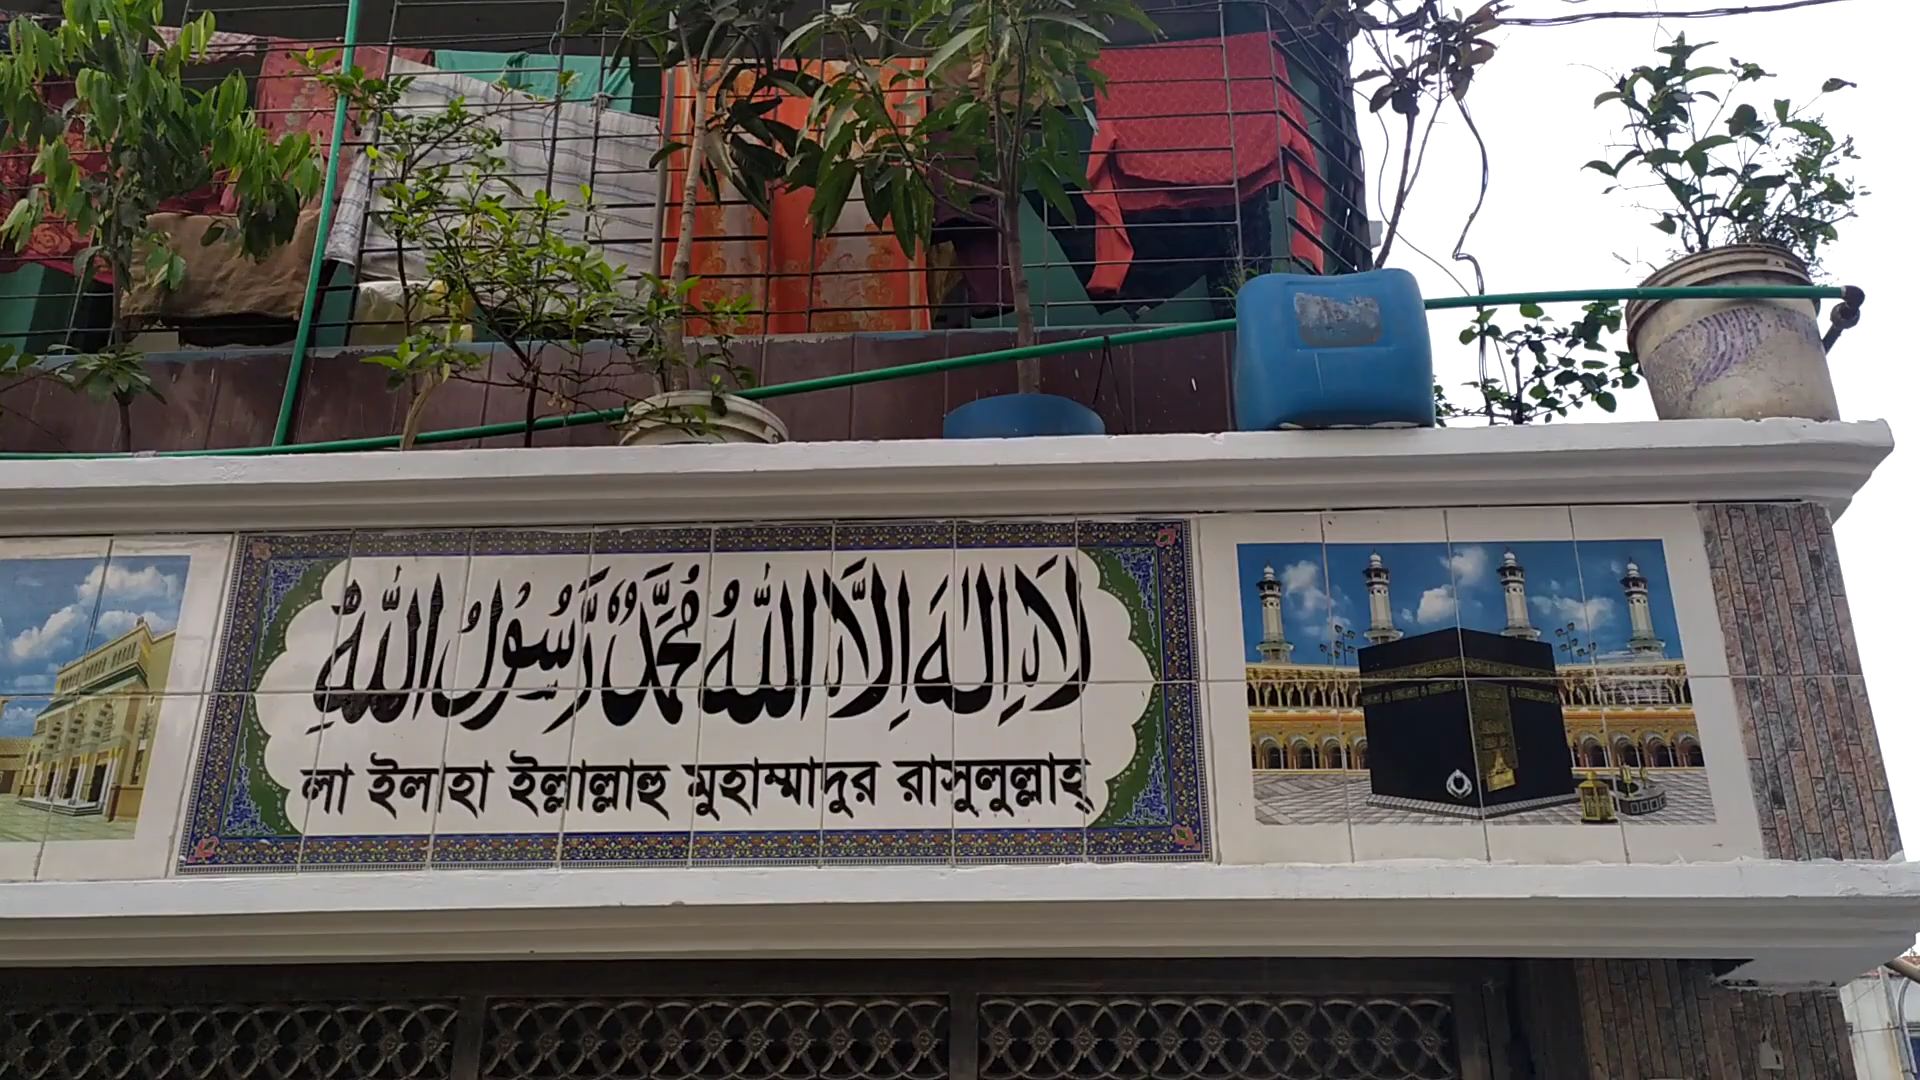 لَا إِلٰهَ إِلَّا اللّٰهُ مُحَمَّدٌ رَّسُوْلُ اللّٰهِ
লা ইলাহা ইল্লাল্লাহু মুহাম্মাদুর রাসুলুল্লাহ্